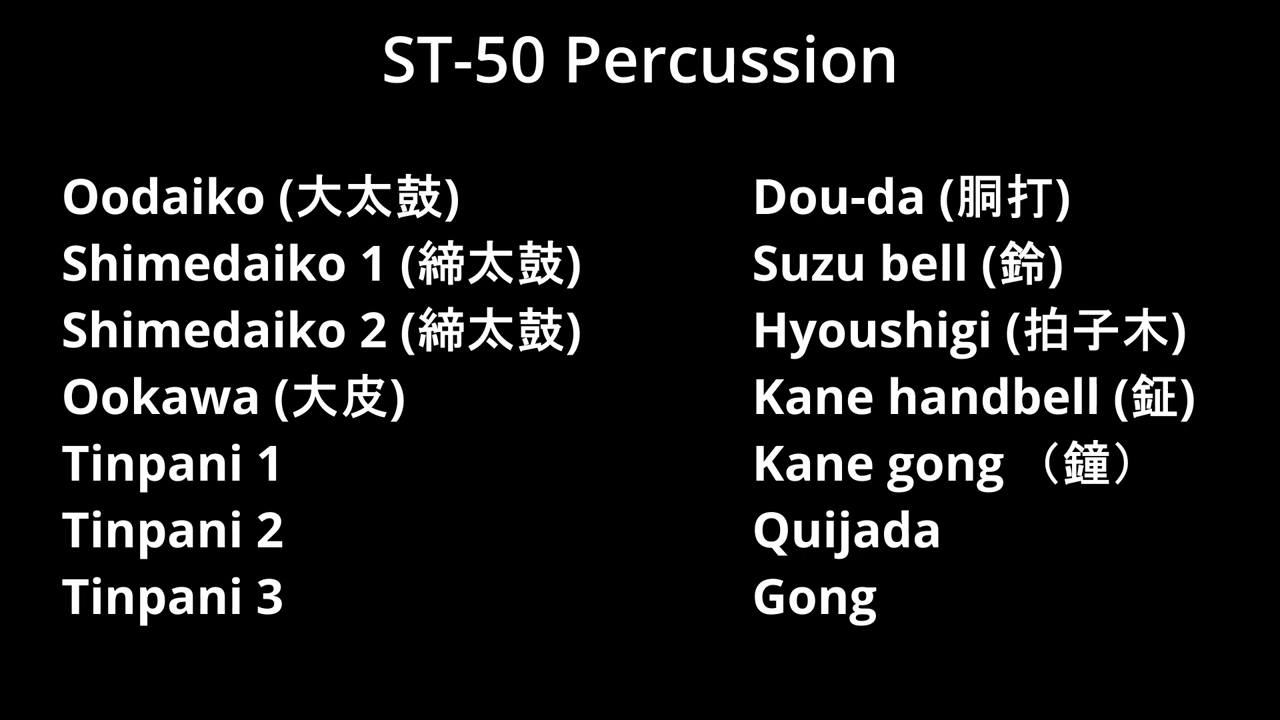 ST-50 Percussion
Oodaiko (大太鼓)
Shimedaiko 1 (締太鼓)
Shimedaiko 2 (締太鼓)
Ookawa (大皮)
Tinpani 1
Tinpani 2
Tinpani 3
Dou-da (胴打)
Suzu bell (鈴)
Hyoushigi (拍子木)
Kane handbell (鉦)
Kane gong （鐘）
Quijada
Gong